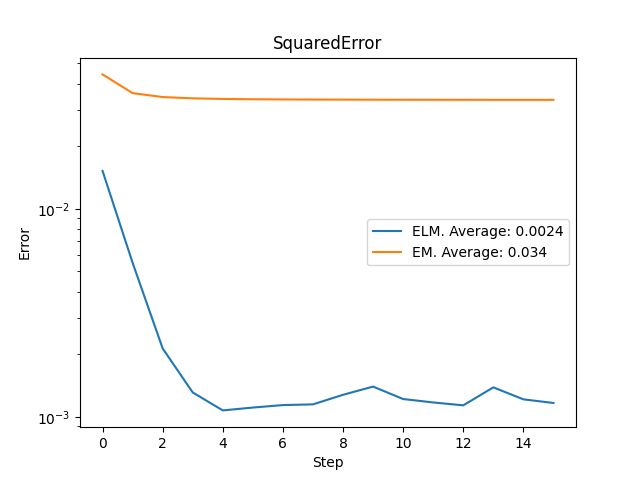 SquaredError
Error
10^-2
10^-3
ELM. Average: 0.0024
EM. Average: 0.034
0 2 4 6 8 10 12 14
Step